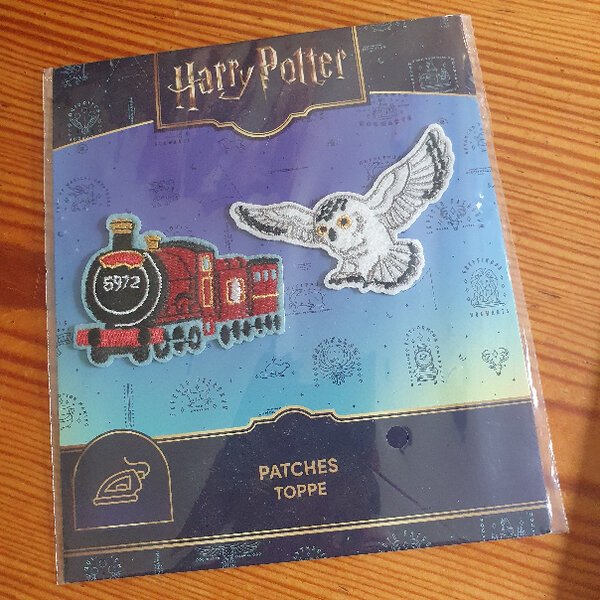 Harry Potter
5972
PATCHES
TOPPE